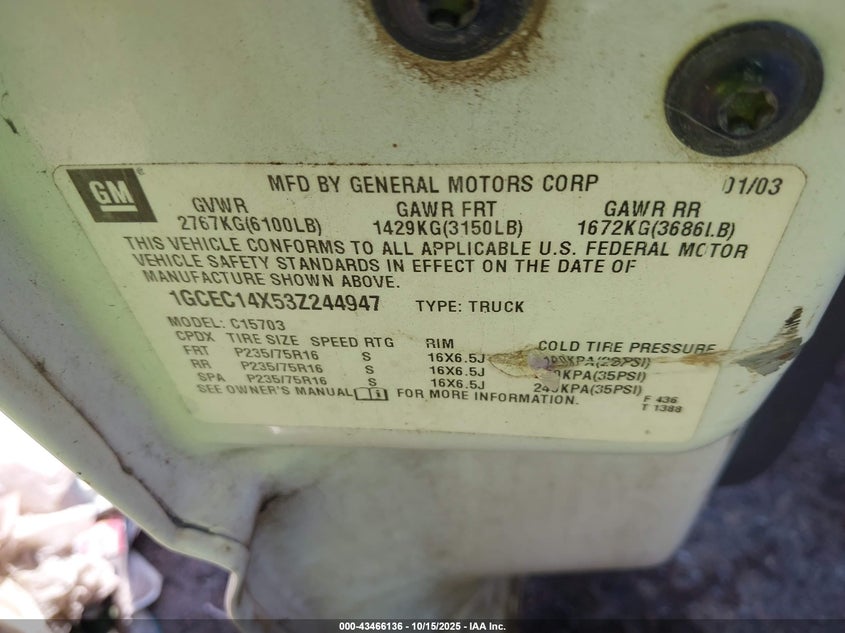 GM
MFD BY GENERAL MOTORS CORP 01/03
GVWR GAWR FRT GAWR RR
2767KG(6100LB) 1429KG(3150LB) 1672KG(3686LB)
THIS VEHICLE CONFORMS TO ALL APPLICABLE U.S. FEDERAL MOTOR
VEHICLE SAFETY STANDARDS IN EFFECT ON THE DATE OF
MANUFACTURE SHOWN ABOVE.
1GCEC14X53Z244947 TYPE: TRUCK
MODEL: C15703
CPDX TIRE SIZE SPEED RTG RIM COLD TIRE PRESSURE
FRT P235/75R16 S 16X6.5J
RR P235/75R16 S 16X6.5J (35PSI)
SPA P235/75R16 S 16X6.5J 240KPA(35PSI)
SEE OWNER'S MANUAL FOR MORE INFORMATION.
F 436
T 1388
000-43466136 | 10/15/2025 - IAA Inc.